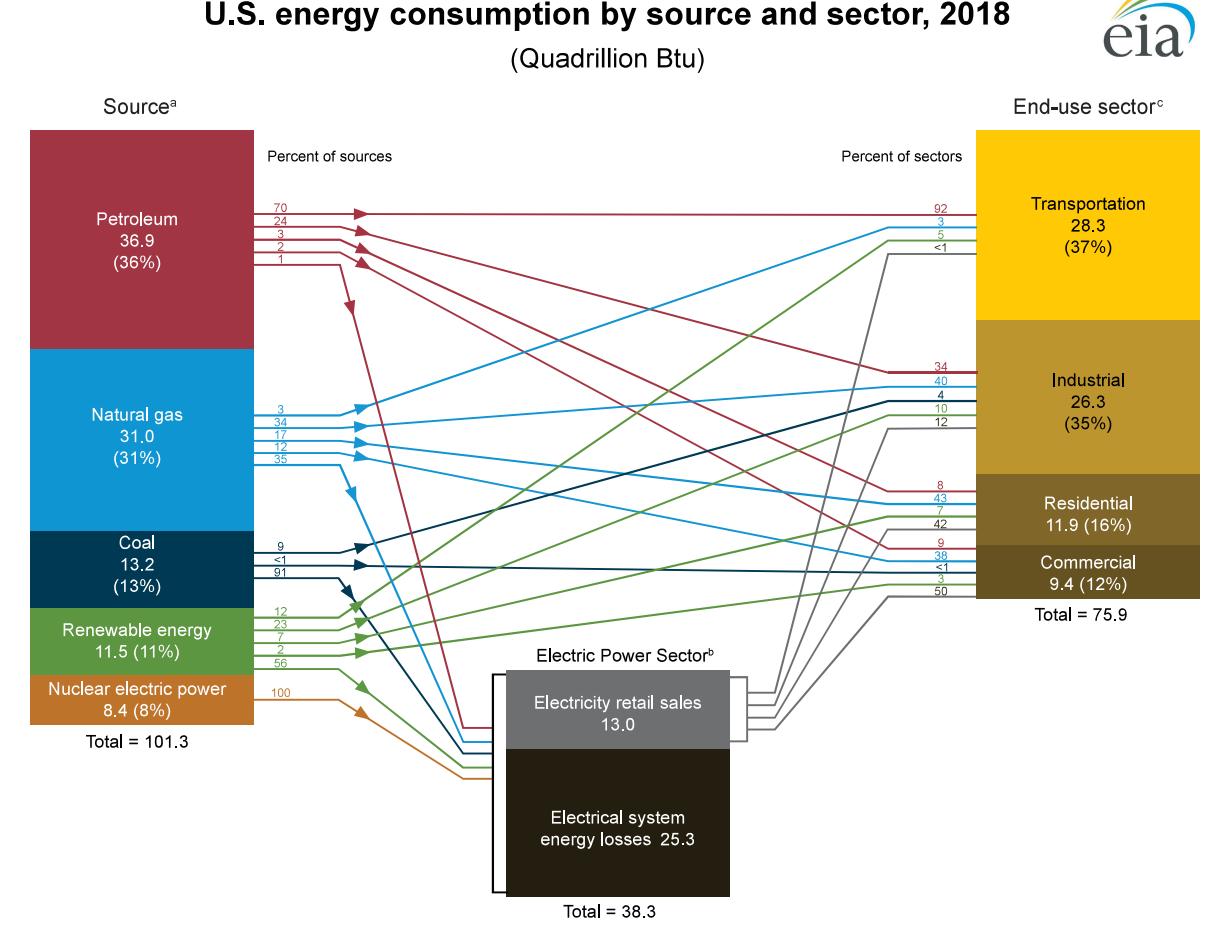 U.S. energy consumption by source and sector, 2018
(Quadrillion Btu)
eia
Sourceᵃ
End-use sectorᶜ
Percent of sources
Percent of sectors
Petroleum
36.9
(36%)
70
24
3
2
1
Natural gas
31.0
(31%)
3
34
17
12
35
Coal
13.2
(13%)
9
<1
91
Renewable energy
11.5 (11%)
12
23
7
2
56
Nuclear electric power
8.4 (8%)
100
Total = 101.3
Electric Power Sectorᵇ
Electricity retail sales
13.0
Electrical system
energy losses 25.3
Total = 38.3
92
3
5
<1
Transportation
28.3
(37%)
34
40
4
10
12
Industrial
26.3
(35%)
8
43
7
42
Residential
11.9 (16%)
9
38
<1
3
50
Commercial
9.4 (12%)
Total = 75.9